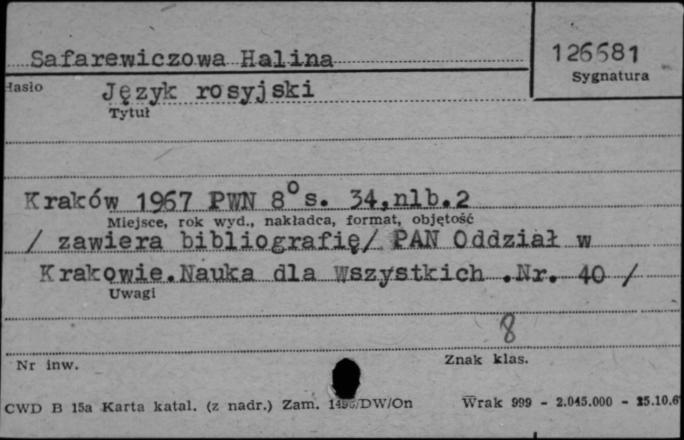 Safarewiczowa Halina
126681
Hasło
Sygnatura
Język rosyjski
Tytuł
Kraków 1967 PWN 8° s. 34,nlb.2
Miejsce, rok wyd., nakładca, format, objętość
/ zawiera bibliografię/ PAN Oddział w
Krakowie.Nauka dla Wszystkich .Nr. 40 /
Uwagi
8
Nr inw.
Znak klas.
CWD B 15a Karta katal. (z nadr.) Zam. /DW/On
Wrak 999 - 2.045.000 - 25.10.6